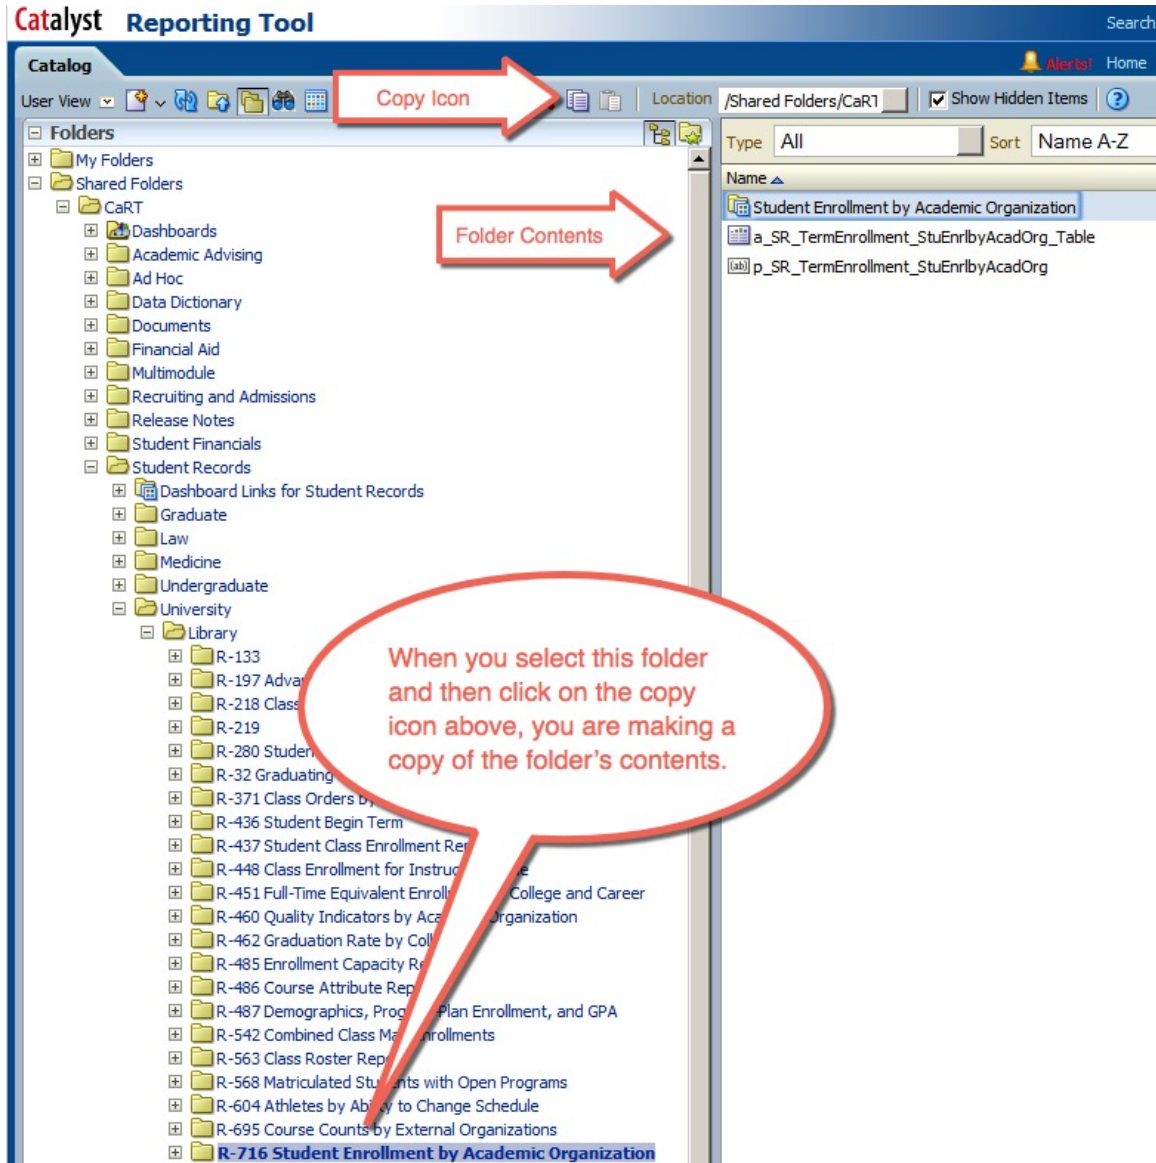 Catalyst Reporting Tool
Search
Catalog
Alerts! Home
User View
Copy Icon
Location /Shared Folders/CaRT
Show Hidden Items
Folders
Type All Sort Name A-Z
My Folders
Name
Shared Folders
CaRT
Student Enrollment by Academic Organization
Dashboards
Folder Contents
a_SR_TermEnrollment_StuEnrlbyAcadOrg_Table
Academic Advising
p_SR_TermEnrollment_StuEnrlbyAcadOrg
Ad Hoc
Data Dictionary
Documents
Financial Aid
Multimodule
Recruiting and Admissions
Release Notes
Student Financials
Student Records
Dashboard Links for Student Records
Graduate
Law
Medicine
Undergraduate
University
Library
When you select this folder
and then click on the copy
icon above, you are making a
copy of the folder's contents.
R-133
R-197
R-218 Class
R-219
R-280
R-32 Graduating
R-371 Class Orders
R-436 Student Begin Term
R-437 Student Class Enrollment
R-448 Class Enrollment for
R-451 Full-Time Equivalent College and Career
R-460 Quality Indicators by Organization
R-462 Graduation Rate by
R-485 Enrollment Capacity
R-486 Course Attribute
R-487 Demographics, Plan Enrollment, and GPA
R-542 Combined Class
R-563 Class Roster
R-568 Matriculated Students with Open Programs
R-604 Athletes by Ability to Change Schedule
R-695 Course Counts by External Organizations
R-716 Student Enrollment by Academic Organization